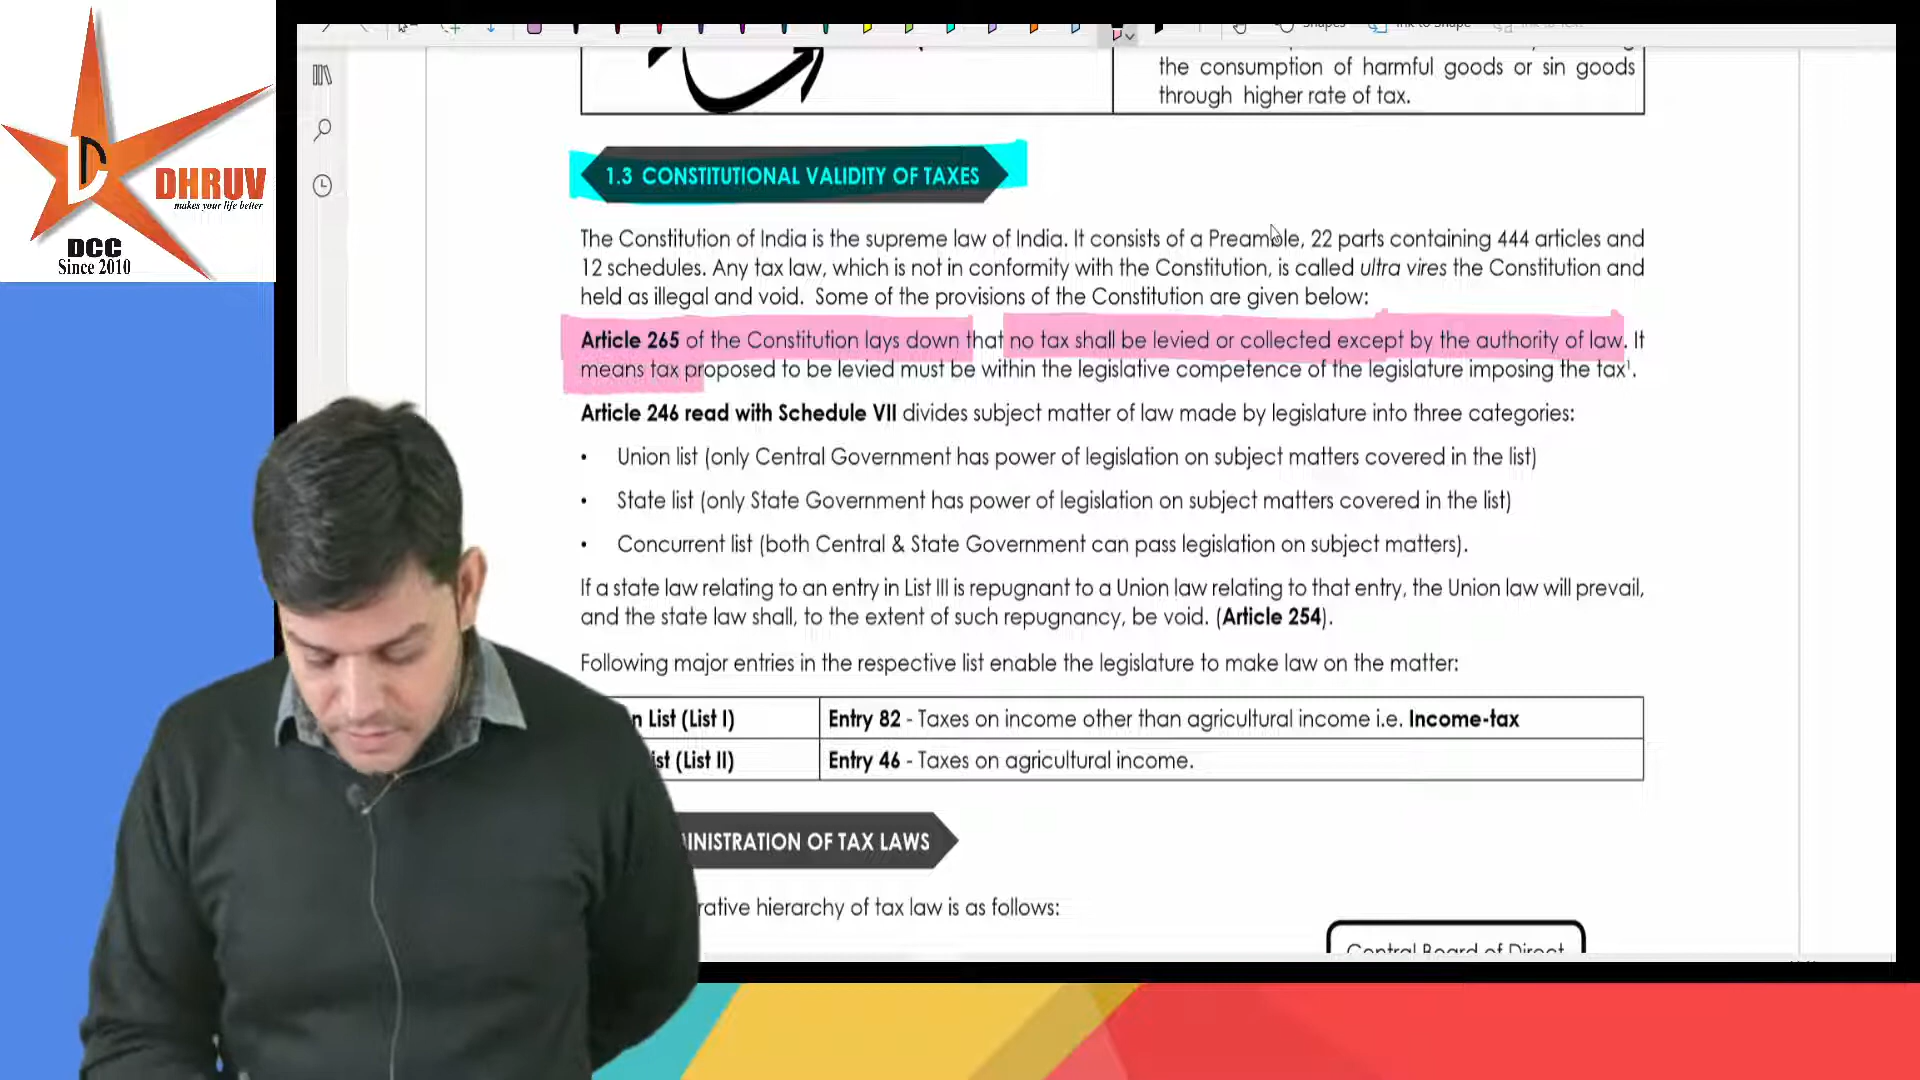 DHRUV
makes your life better
DCC
Since 2010
Shapes
Ink to Shape
Ink to Text
the consumption of harmful goods or sin goods
through higher rate of tax.
1.3 CONSTITUTIONAL VALIDITY OF TAXES
The Constitution of India is the supreme law of India. It consists of a Preamble, 22 parts containing 444 articles and
12 schedules. Any tax law, which is not in conformity with the Constitution, is called ultra vires the Constitution and
held as illegal and void. Some of the provisions of the Constitution are given below:
Article 265 of the Constitution lays down that no tax shall be levied or collected except by the authority of law. It
means tax proposed to be levied must be within the legislative competence of the legislature imposing the tax¹.
Article 246 read with Schedule VII divides subject matter of law made by legislature into three categories:
• Union list (only Central Government has power of legislation on subject matters covered in the list)
• State list (only State Government has power of legislation on subject matters covered in the list)
• Concurrent list (both Central & State Government can pass legislation on subject matters).
If a state law relating to an entry in List III is repugnant to a Union law relating to that entry, the Union law will prevail,
and the state law shall, to the extent of such repugnancy, be void. (Article 254).
Following major entries in the respective list enable the legislature to make law on the matter:
n List (List I) Entry 82 - Taxes on income other than agricultural income i.e. Income-tax
ist (List II) Entry 46 - Taxes on agricultural income.
INISTRATION OF TAX LAWS
rative hierarchy of tax law is as follows:
Central Board of Direct